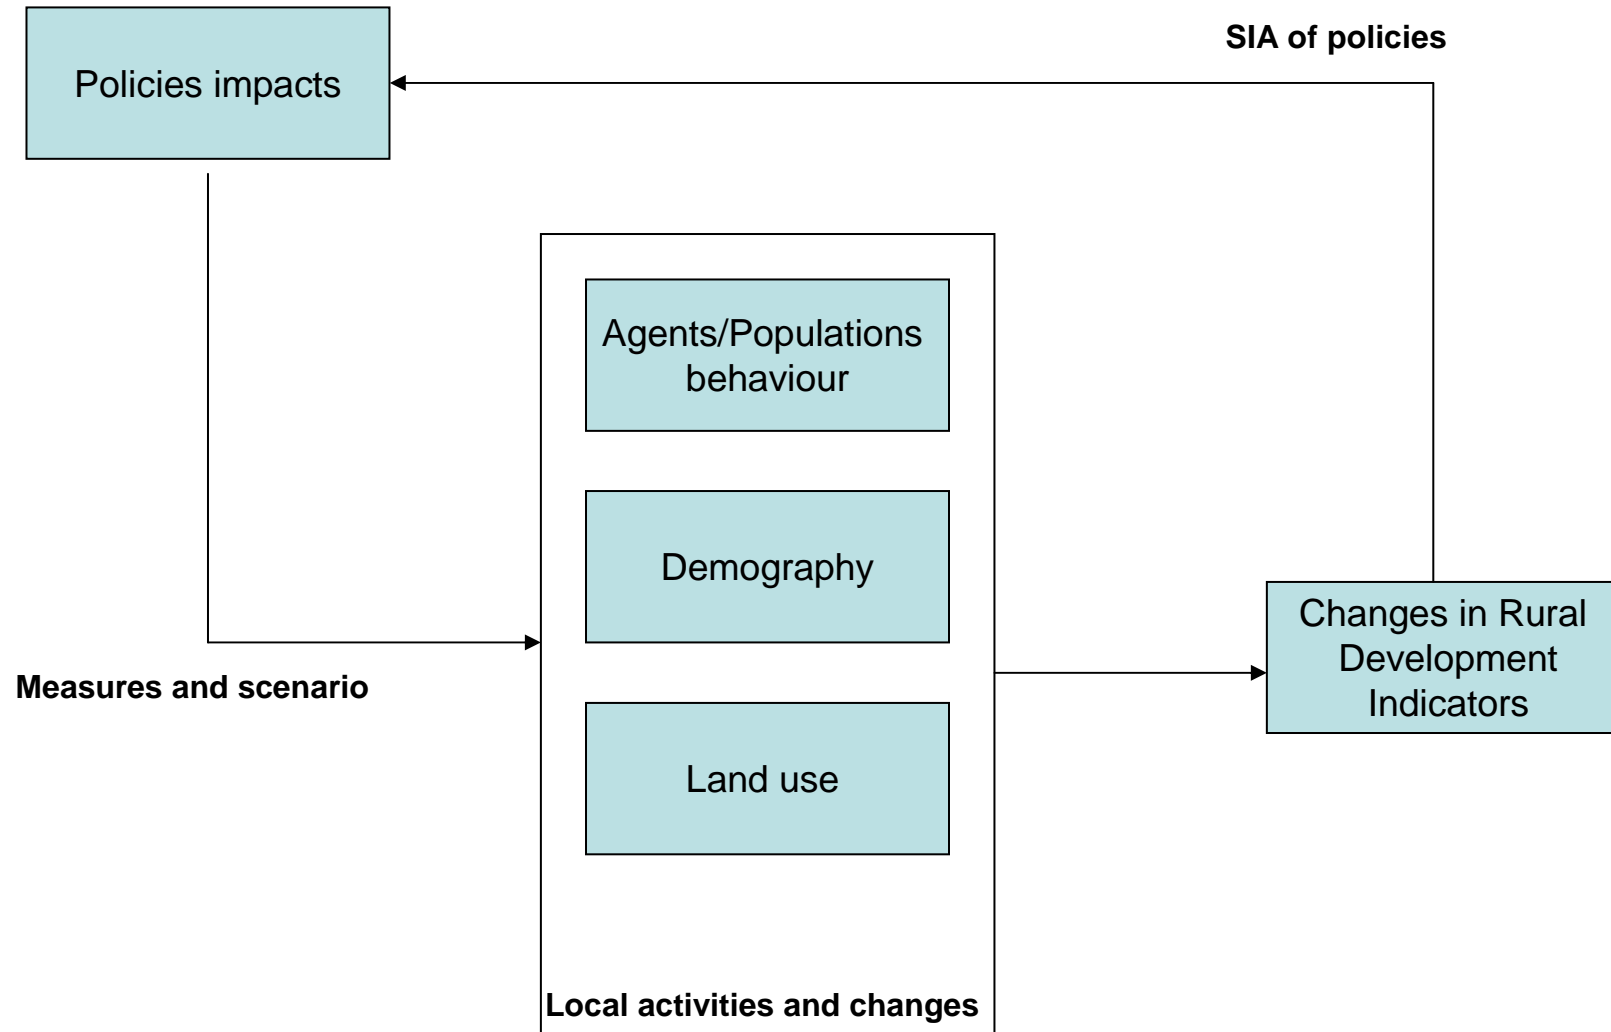 SIA of policies
Policies impacts
Agents/Populations
behaviour
Demography
Changes in Rural
Development
Indicators
Measures and scenario
Land use
Local activities and changes